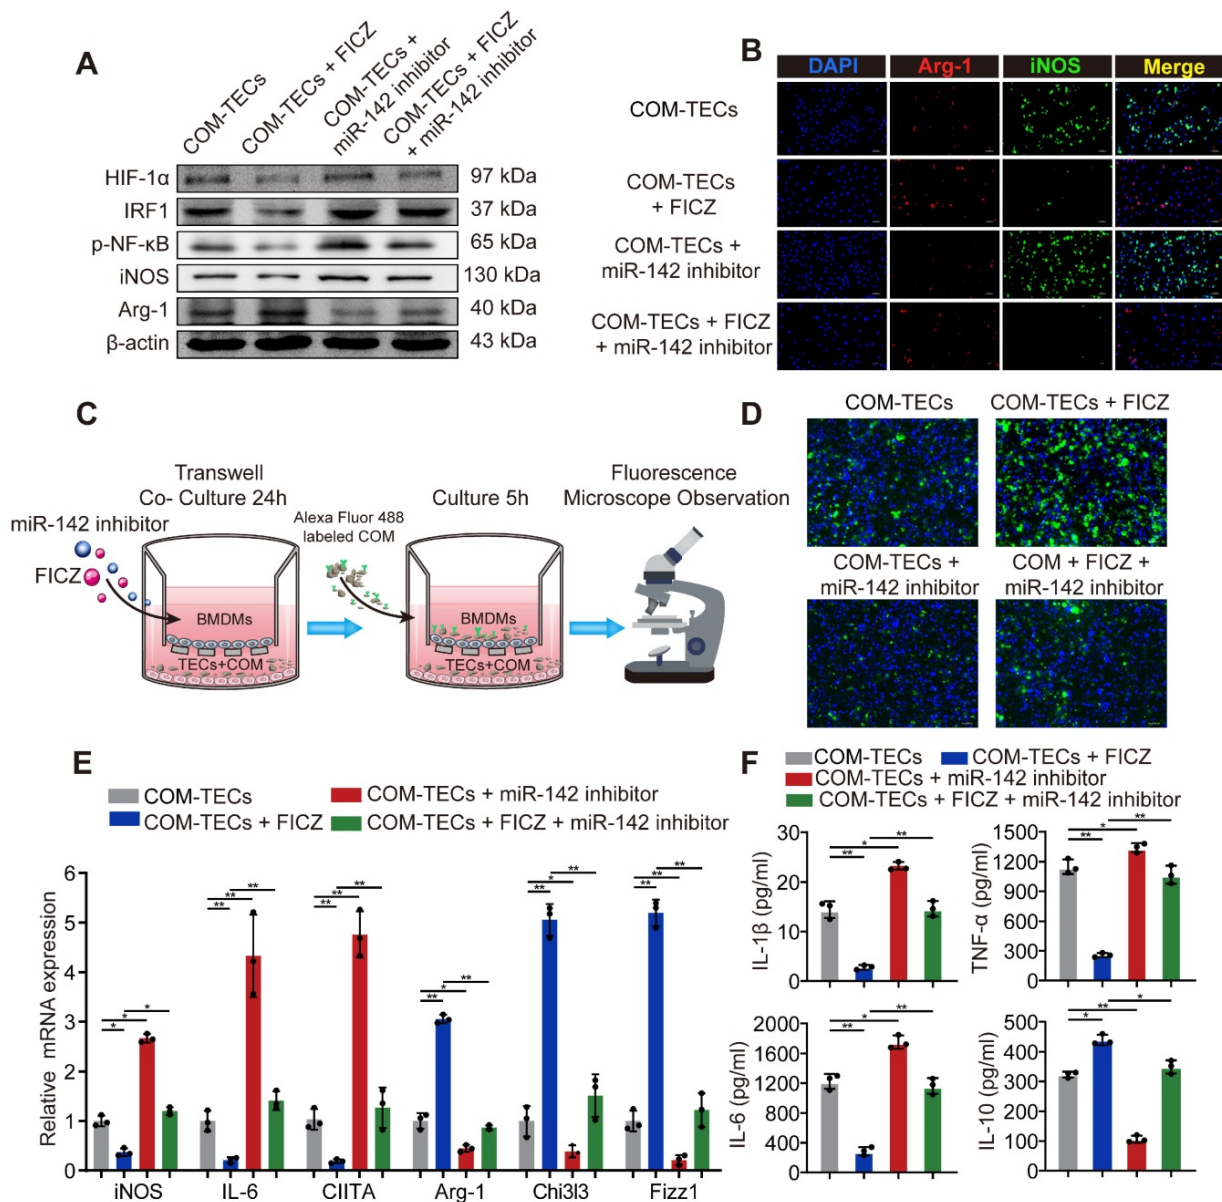 A
COM-TECs
COM-TECs + FICZ
COM-TECs +
miR-142 inhibitor
COM-TECs + FICZ
+ miR-142 inhibitor
HIF-1α 97 kDa
IRF1 37 kDa
p-NF-κB 65 kDa
iNOS 130 kDa
Arg-1 40 kDa
β-actin 43 kDa
B
DAPI Arg-1 iNOS Merge
COM-TECs
COM-TECs
+ FICZ
COM-TECs +
miR-142 inhibitor
COM-TECs + FICZ
+ miR-142 inhibitor
C
Transwell
Co- Culture 24h
miR-142 inhibitor
FICZ
BMDMs
TECs+COM
Alexa Fluor 488
labeled COM
Culture 5h
BMDMs
TECs+COM
Fluorescence
Microscope Observation
D
COM-TECs COM-TECs + FICZ
COM-TECs +
miR-142 inhibitor
COM + FICZ +
miR-142 inhibitor
E
COM-TECs COM-TECs + miR-142 inhibitor
COM-TECs + FICZ COM-TECs + FICZ + miR-142 inhibitor
Relative mRNA expression
6
5
4
3
2
1
0
** ** **
** * **
** ** **
** ** **
** * **
* * *
iNOS IL-6 CIITA Arg-1 Chi3l3 Fizz1
F
COM-TECs COM-TECs + FICZ
COM-TECs + miR-142 inhibitor
COM-TECs + FICZ + miR-142 inhibitor
IL-1β (pg/ml)
30
20
10
0
** * **
TNF-α (pg/ml)
1500
1200
900
600
300
0
** * **
IL-6 (pg/ml)
2000
1600
1200
800
400
0
** * **
IL-10 (pg/ml)
500
400
300
200
100
0
* ** *